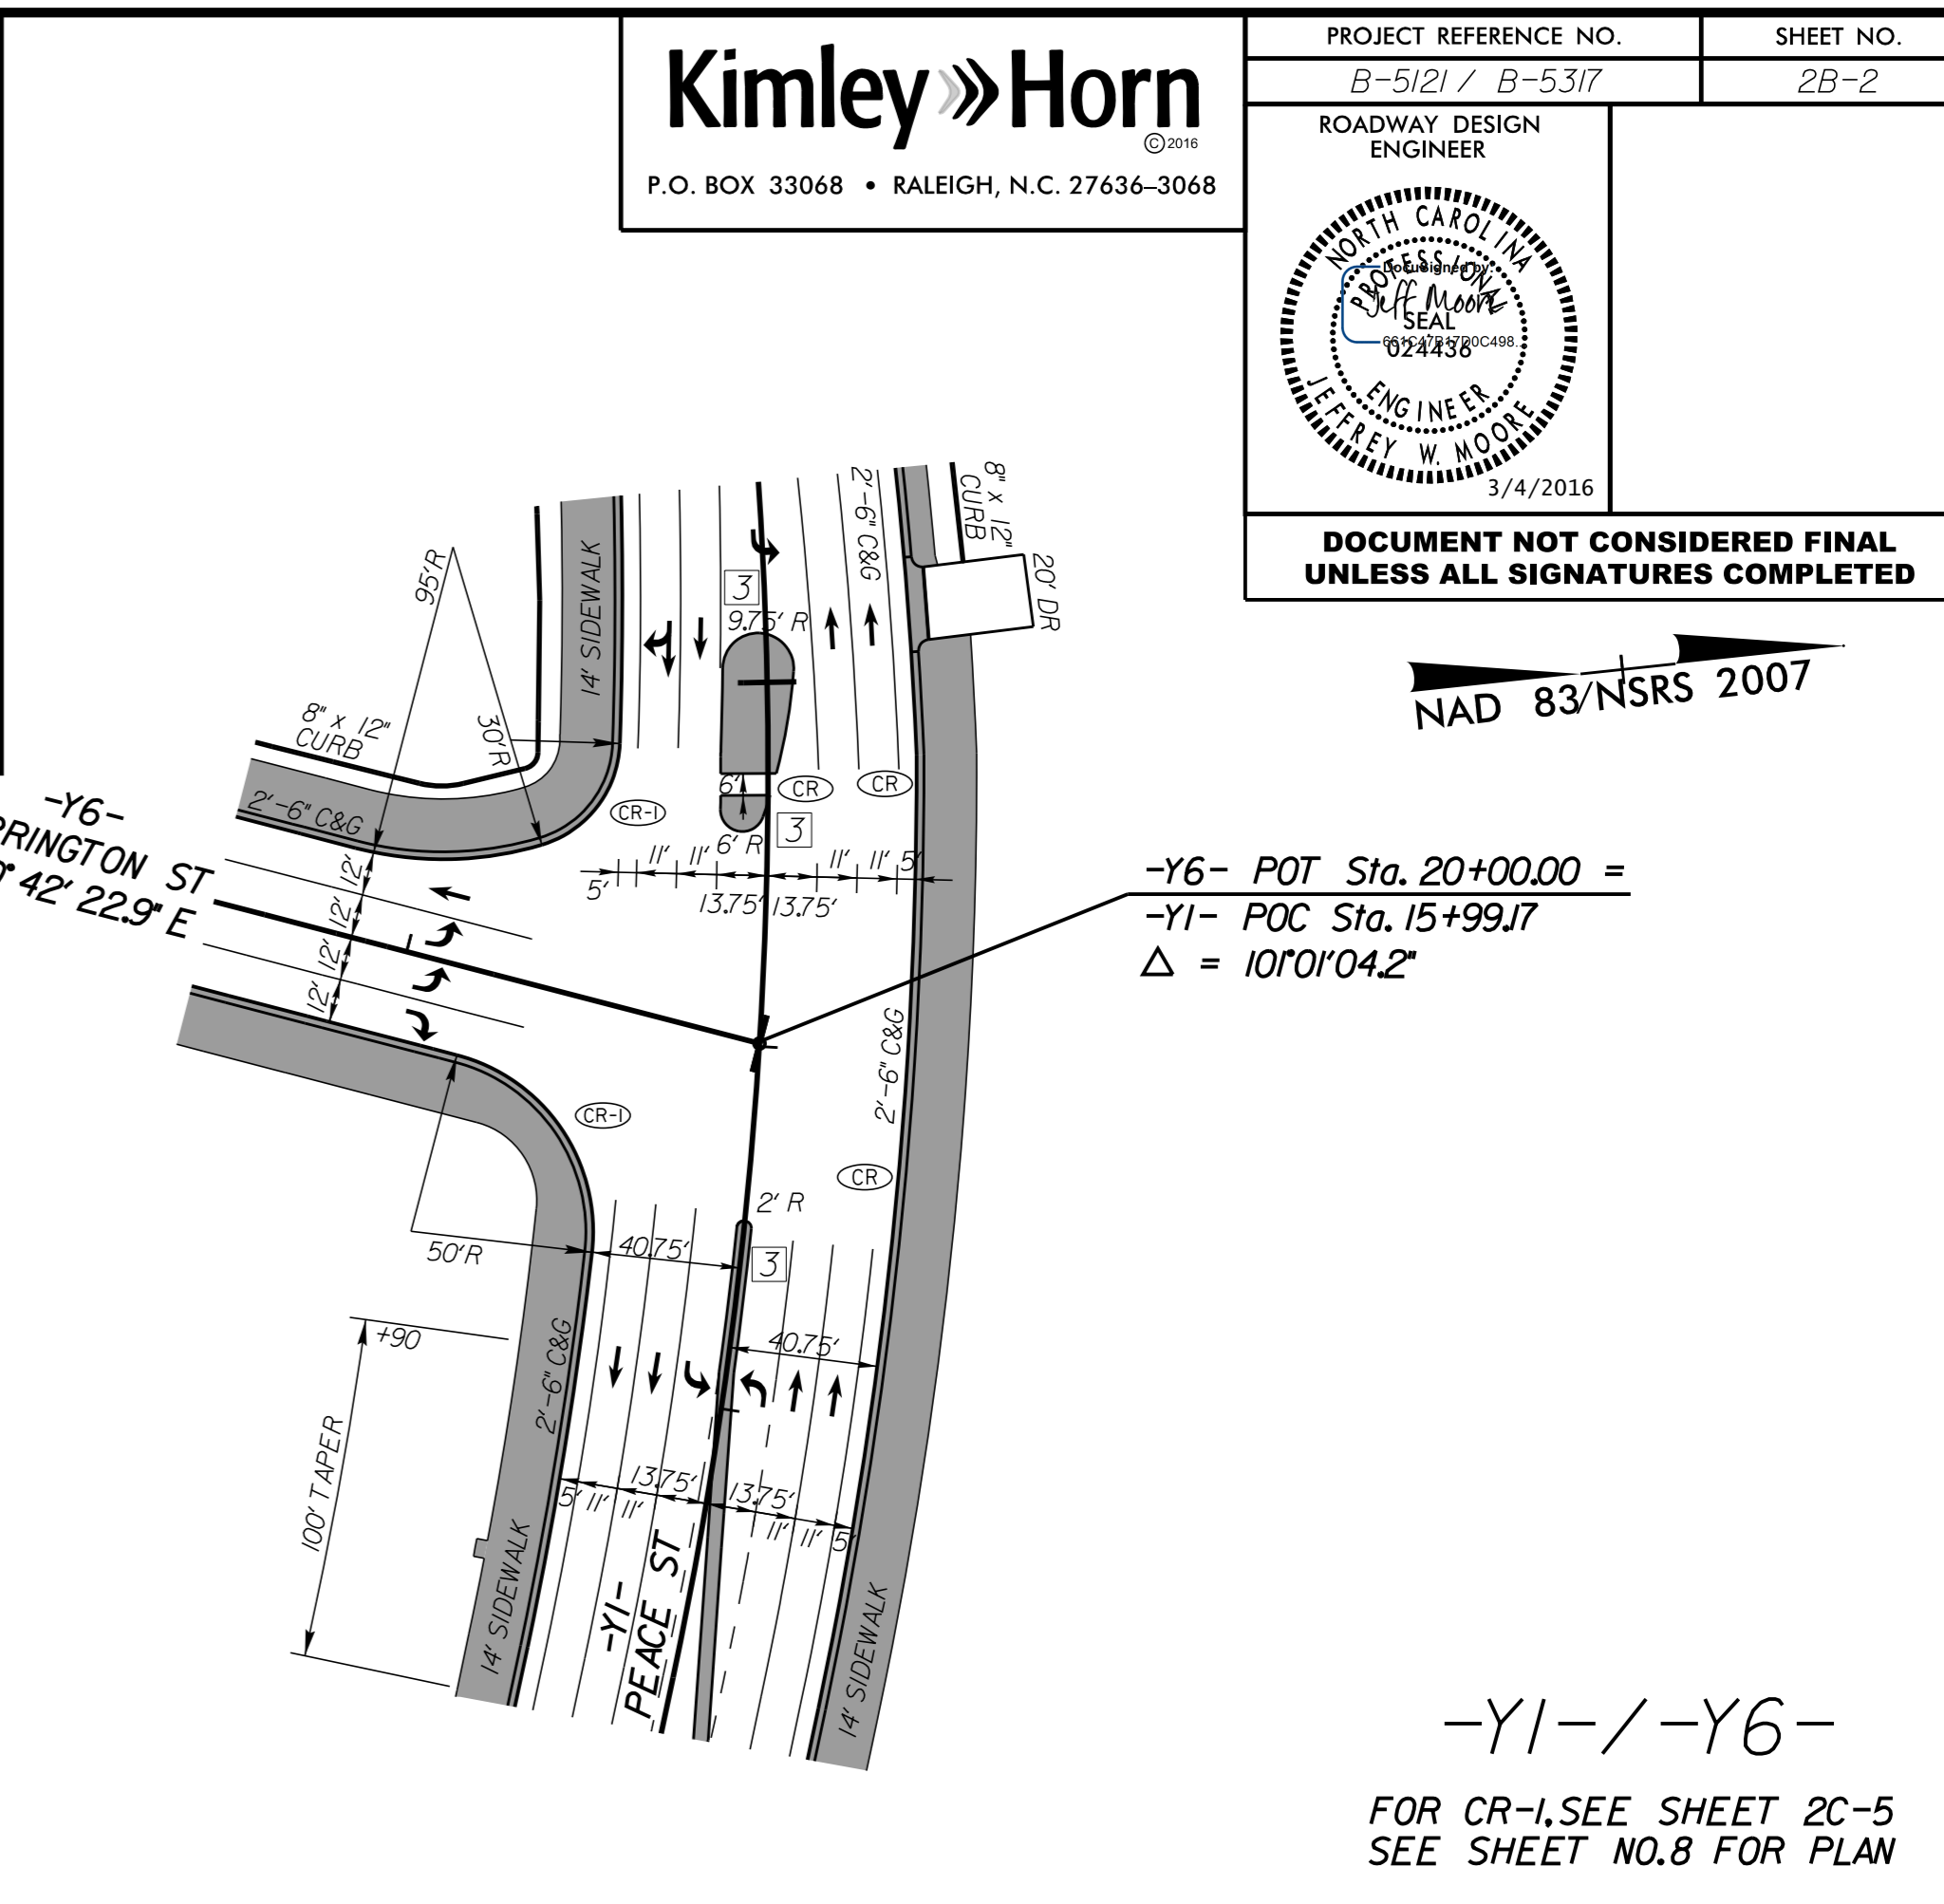 Kimley Horn
© 2016
P.O. BOX 33068 • RALEIGH, N.C. 27636–3068
PROJECT REFERENCE NO.
SHEET NO.
B-5121 / B-5317
2B-2
ROADWAY DESIGN
ENGINEER
NORTH CAROLINA
PROFESSIONAL
DocuSigned by:
Jeff Moore
SEAL
661C47B17D0C498...
024436
ENGINEER
JEFFREY W. MOORE
3/4/2016
DOCUMENT NOT CONSIDERED FINAL
UNLESS ALL SIGNATURES COMPLETED
NAD 83/NSRS 2007
95'R
30'R
14' SIDEWALK
2'-6" C&G
8" x 12"
CURB
20' DR
3
9.75' R
8" x 12"
CURB
2'-6" C&G
6'
CR
CR
CR-1
3
6' R
5'
11'
11'
13.75'
13.75'
11'
11'
5'
-Y6-
RRINGTON ST
42' 22.9" E
12'
12'
12'
12'
-Y6- POT Sta. 20+00.00 =
-Y1- POC Sta. 15+99.17
Δ = 101°01'04.2"
2'-6" C&G
CR-1
CR
2' R
50'R
40.75'
3
+90
40.75'
2'-6" C&G
100' TAPER
5'
11'
11'
13.75'
13.75'
11'
11'
5'
14' SIDEWALK
-Y1-
PEACE ST
14' SIDEWALK
-Y1-/-Y6-
FOR CR-1, SEE SHEET 2C-5
SEE SHEET NO. 8 FOR PLAN